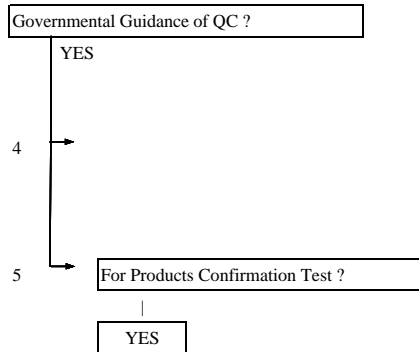 Governmental Guidance of QC ?
YES
4
5
For Products Confirmation Test ?
YES